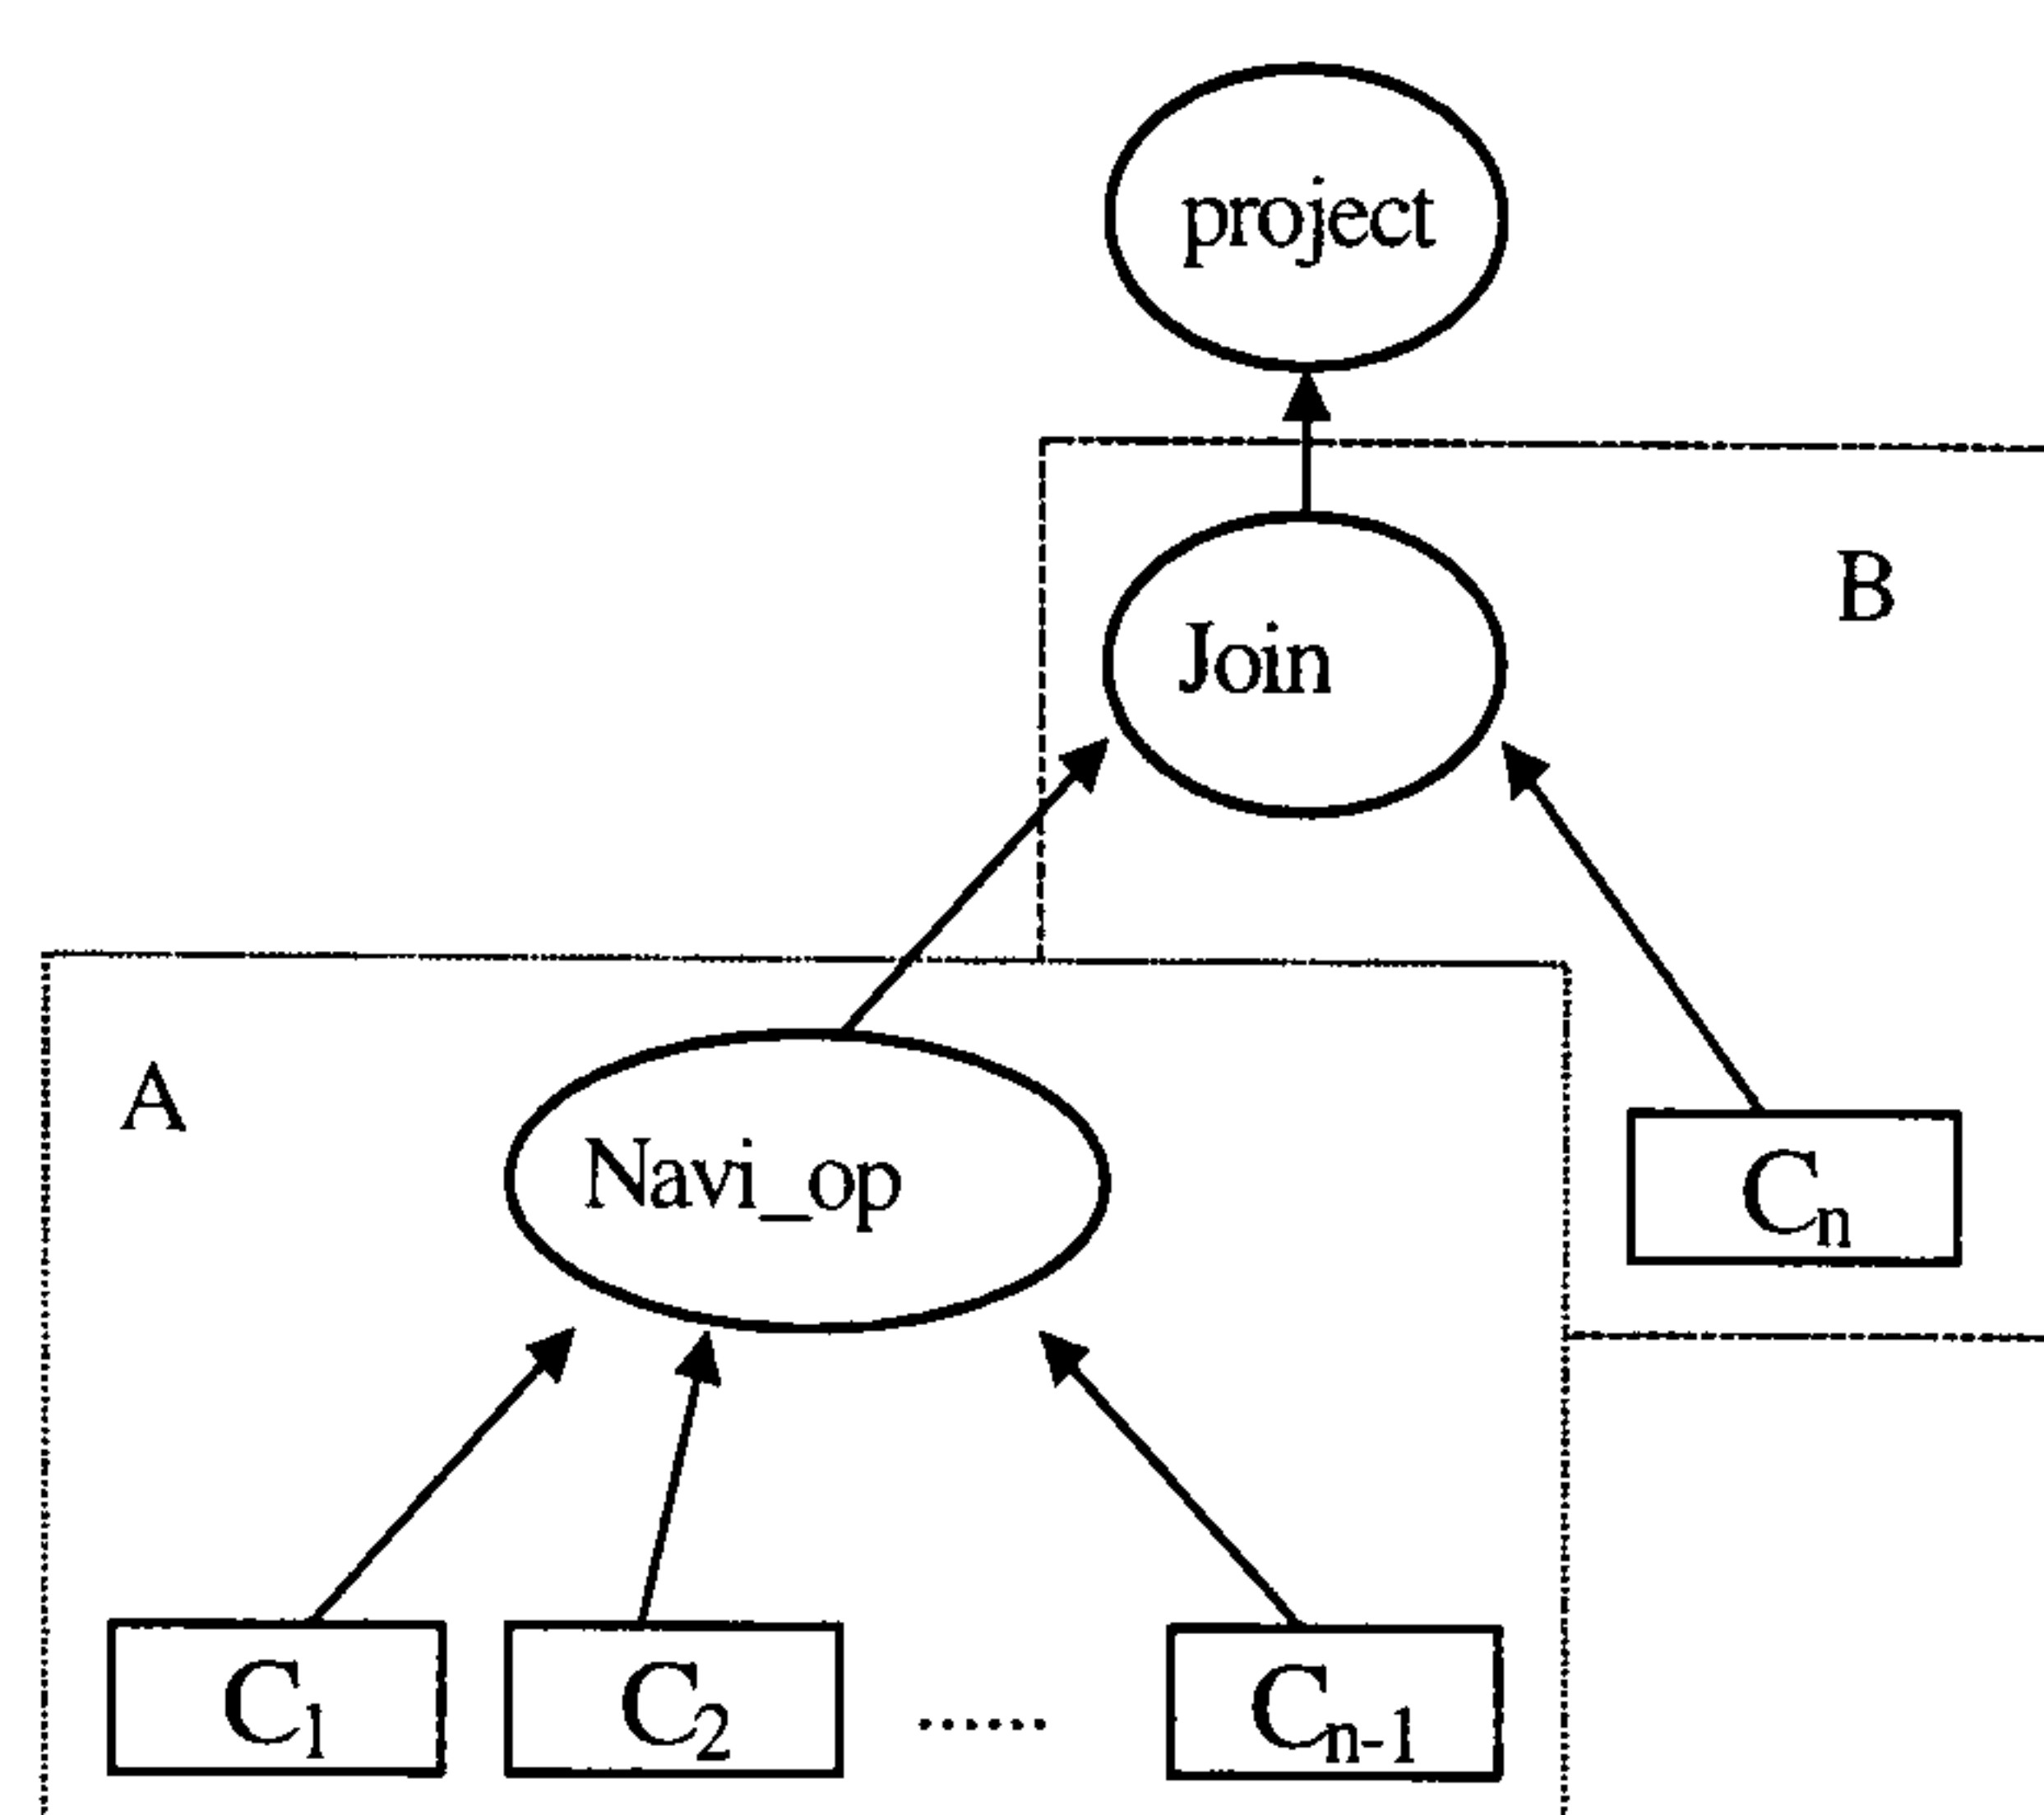 project
B
Join
A
Navi_op
Cn
C1 C2 ...... Cn-1